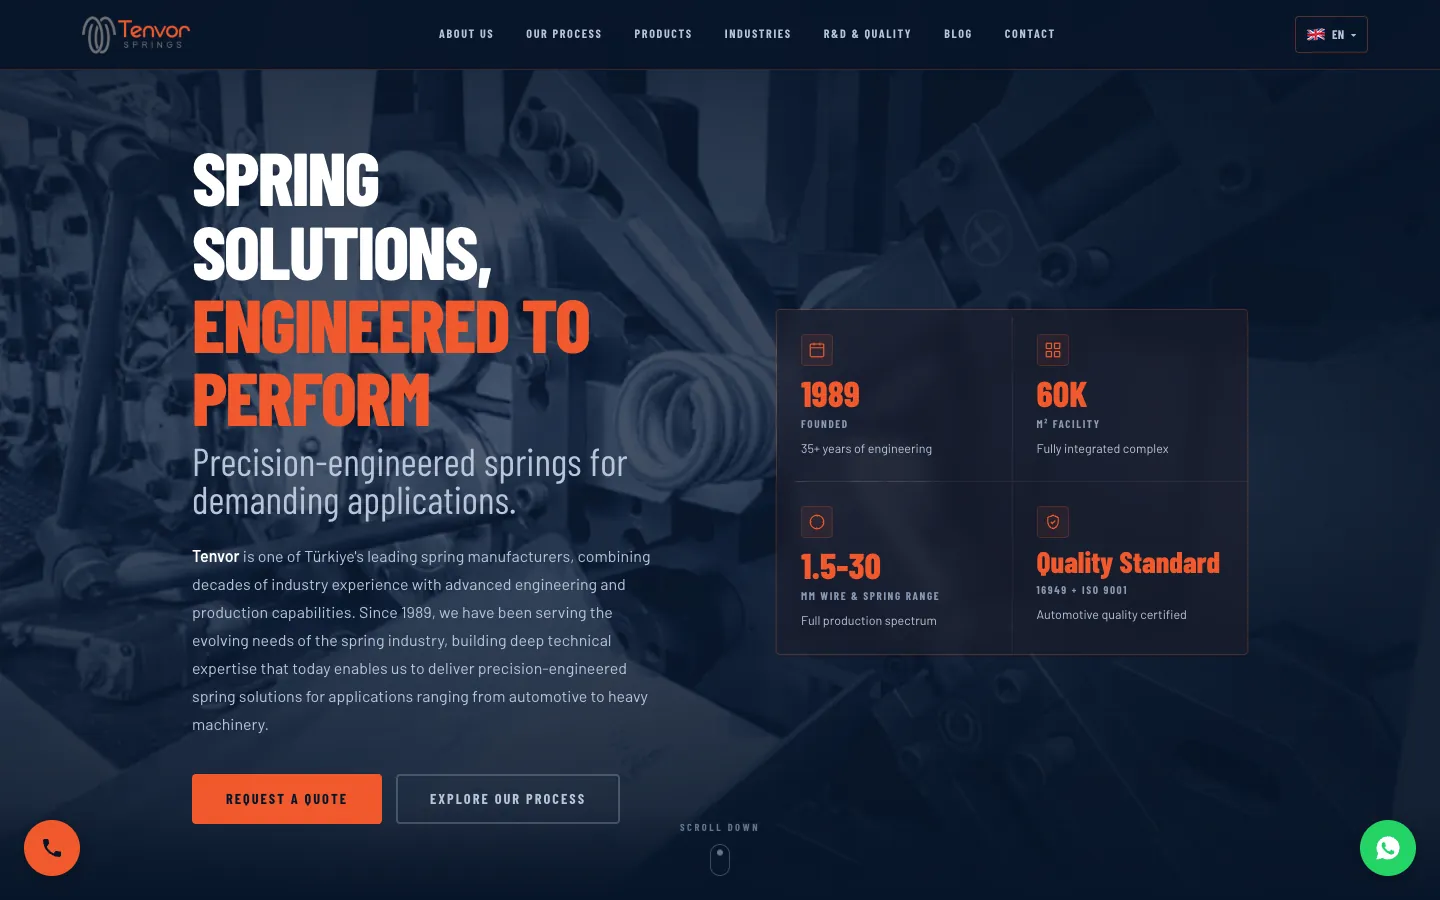 Tenvor
SPRINGS
ABOUT US
OUR PROCESS
PRODUCTS
INDUSTRIES
R&D & QUALITY
BLOG
CONTACT
EN
SPRING
SOLUTIONS,
ENGINEERED TO
PERFORM
Precision-engineered springs for
demanding applications.
Tenvor is one of Türkiye's leading spring manufacturers, combining
decades of industry experience with advanced engineering and
production capabilities. Since 1989, we have been serving the
evolving needs of the spring industry, building deep technical
expertise that today enables us to deliver precision-engineered
spring solutions for applications ranging from automotive to heavy
machinery.
REQUEST A QUOTE
EXPLORE OUR PROCESS
1989
FOUNDED
35+ years of engineering
60K
M² FACILITY
Fully integrated complex
1.5-30
MM WIRE & SPRING RANGE
Full production spectrum
Quality Standard
16949 + ISO 9001
Automotive quality certified
SCROLL DOWN